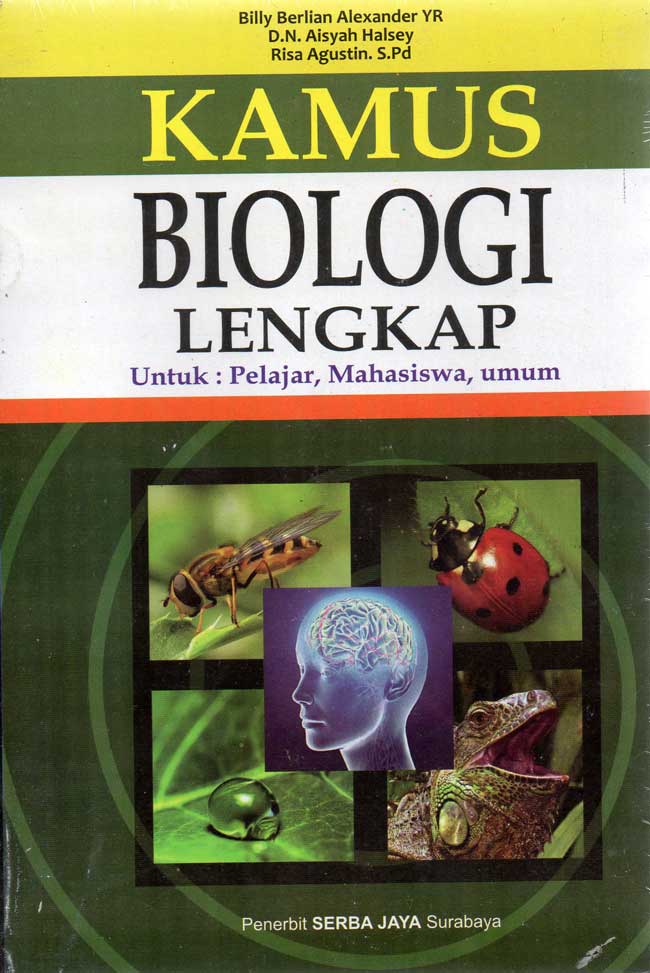 Billy Berlian Alexander YR
D.N. Aisyah Halsey
Risa Agustin. S.Pd
KAMUS
BIOLOGI
LENGKAP
Untuk : Pelajar, Mahasiswa, umum
Penerbit SERBA JAYA Surabaya